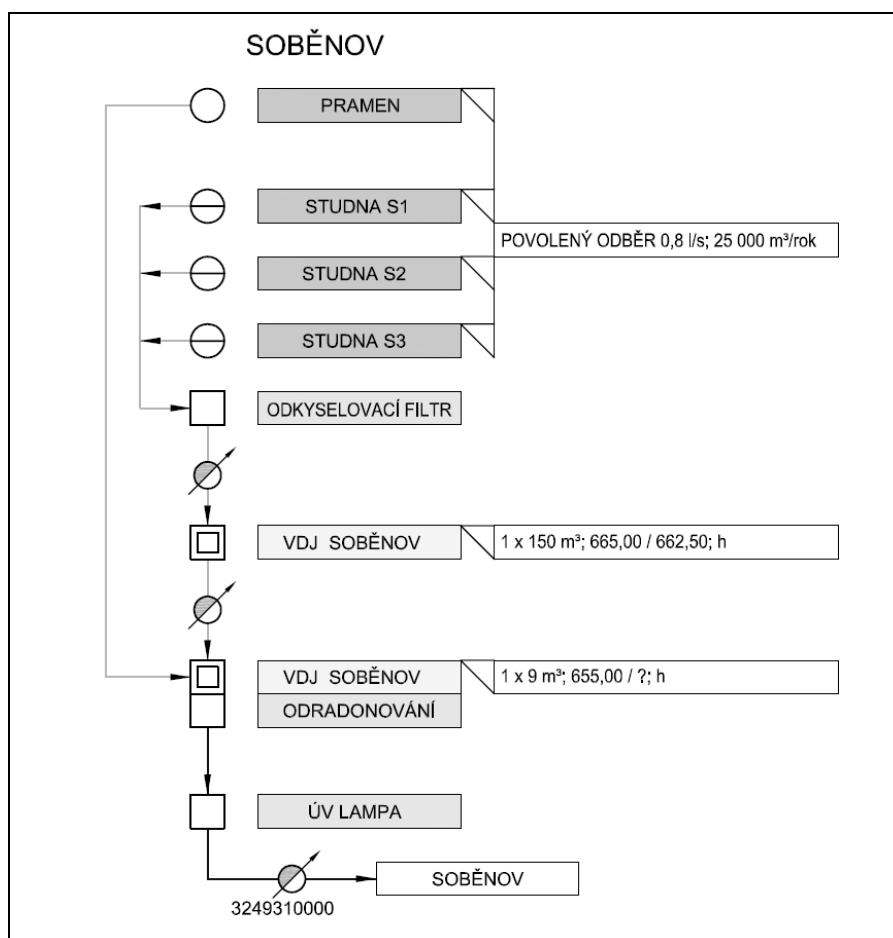 SOBĚNOV
PRAMEN
STUDNA S1
POVOLENÝ ODBĚR 0,8 l/s; 25 000 m³/rok
STUDNA S2
STUDNA S3
ODKYSELOVACÍ FILTR
VDJ SOBĚNOV
1 x 150 m³; 665,00 / 662,50; h
VDJ SOBĚNOV
1 x 9 m³; 655,00 / ?; h
ODRADONOVÁNÍ
ÚV LAMPA
SOBĚNOV
3249310000